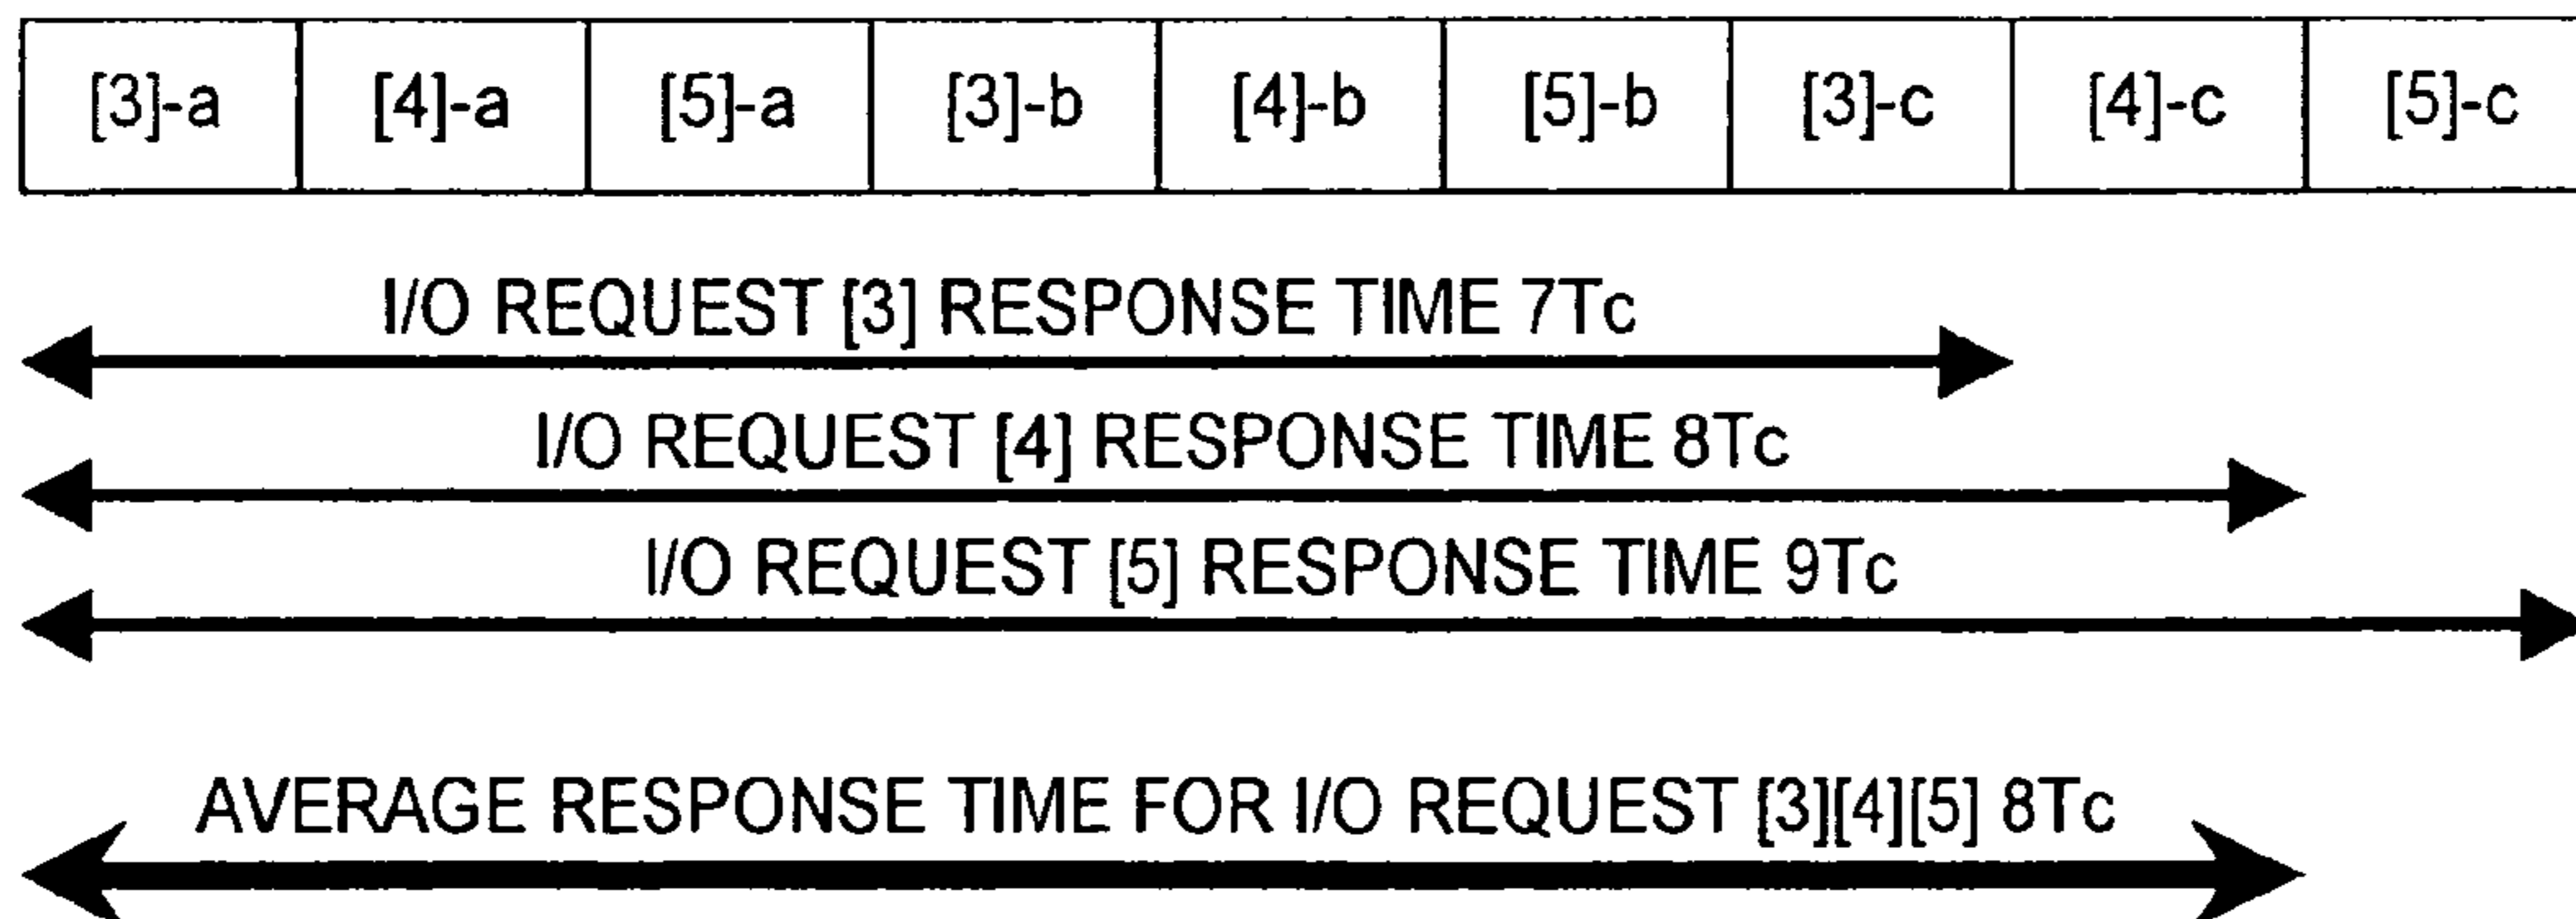 [3]-a [4]-a [5]-a [3]-b [4]-b [5]-b [3]-c [4]-c [5]-c
I/O REQUEST [3] RESPONSE TIME 7Tc
I/O REQUEST [4] RESPONSE TIME 8Tc
I/O REQUEST [5] RESPONSE TIME 9Tc
AVERAGE RESPONSE TIME FOR I/O REQUEST [3][4][5] 8Tc